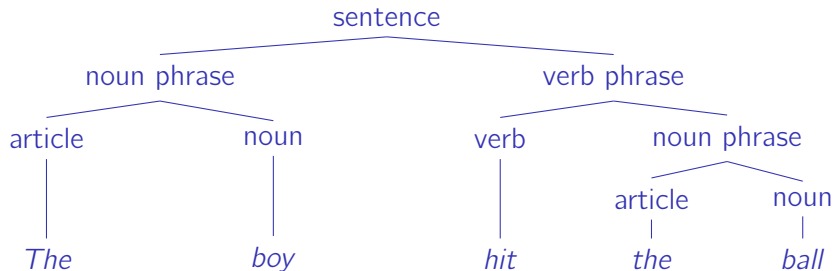 sentence
noun phrase verb phrase
article noun verb noun phrase
article noun
The boy hit the ball